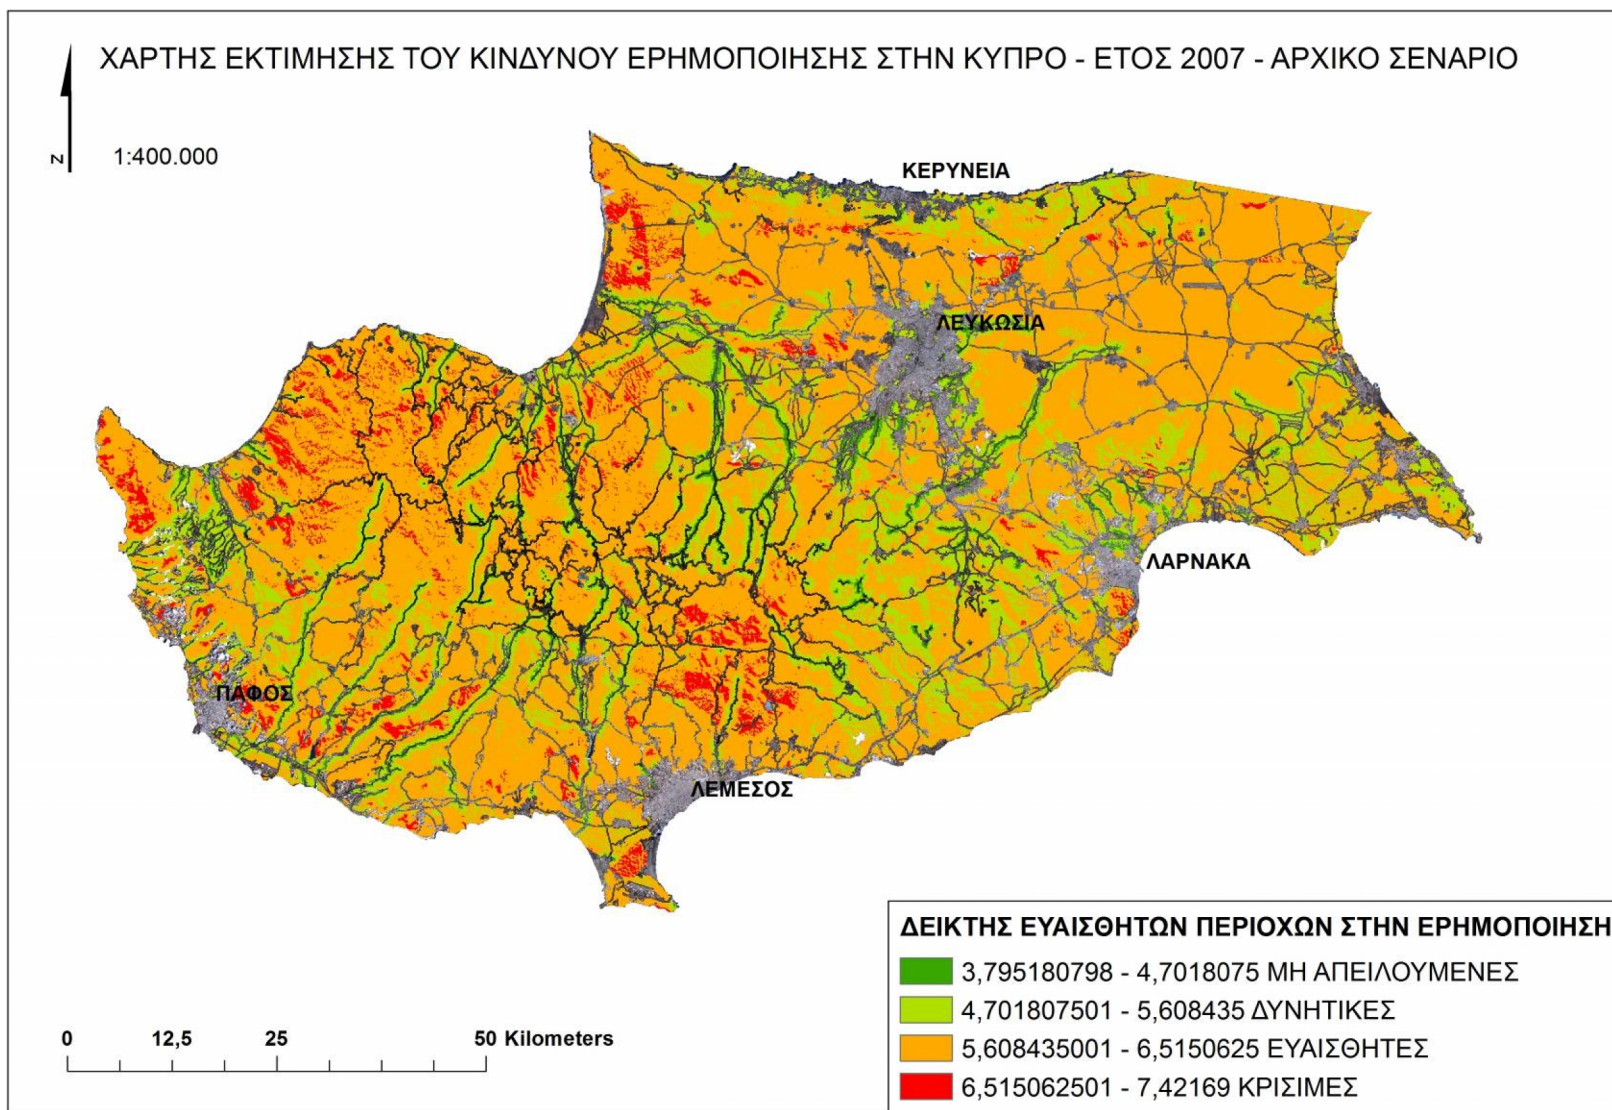 ΧΑΡΤΗΣ ΕΚΤΙΜΗΣΗΣ ΤΟΥ ΚΙΝΔΥΝΟΥ ΕΡΗΜΟΠΟΙΗΣΗΣ ΣΤΗΝ ΚΥΠΡΟ - ΕΤΟΣ 2007 - ΑΡΧΙΚΟ ΣΕΝΑΡΙΟ
N
1:400.000
ΚΕΡΥΝΕΙΑ
ΛΕΥΚΩΣΙΑ
ΛΑΡΝΑΚΑ
ΠΑΦΟΣ
ΛΕΜΕΣΟΣ
ΔΕΙΚΤΗΣ ΕΥΑΙΣΘΗΤΩΝ ΠΕΡΙΟΧΩΝ ΣΤΗΝ ΕΡΗΜΟΠΟΙΗΣΗ
3,795180798 - 4,7018075 ΜΗ ΑΠΕΙΛΟΥΜΕΝΕΣ
4,701807501 - 5,608435 ΔΥΝΗΤΙΚΕΣ
5,608435001 - 6,5150625 ΕΥΑΙΣΘΗΤΕΣ
6,515062501 - 7,42169 ΚΡΙΣΙΜΕΣ
0 12,5 25 50 Kilometers